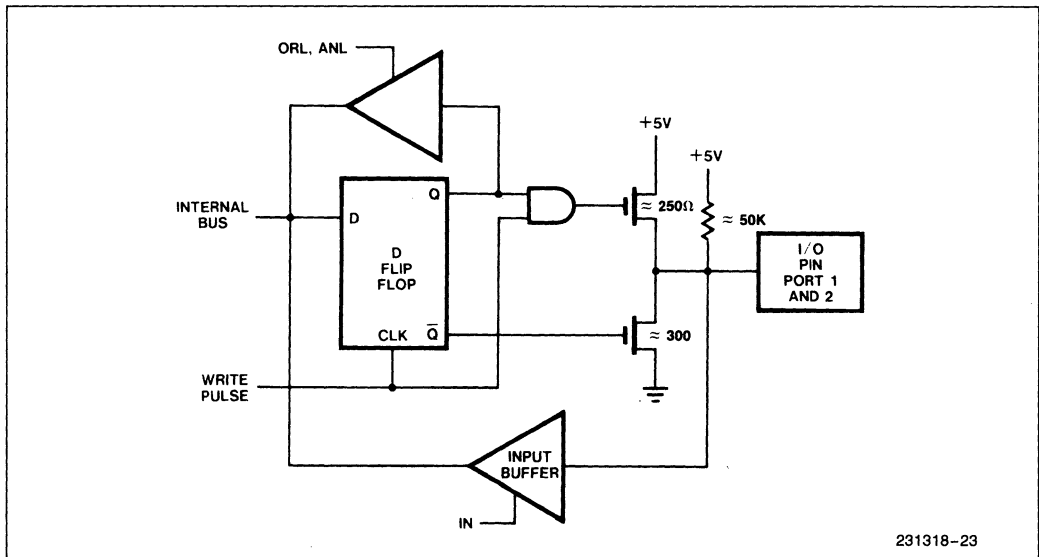 ORL, ANL
+5V
+5V
INTERNAL
BUS
D
Q
≈ 250Ω
≈ 50K
D
FLIP
FLOP
I/O
PIN
PORT 1
AND 2
CLK
Q̅
≈ 300
WRITE
PULSE
INPUT
BUFFER
IN
231318-23